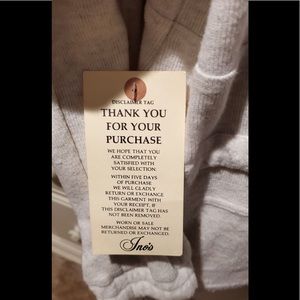 DISCLAIMER TAG
THANK YOU
FOR YOUR
PURCHASE
WE HOPE THAT YOU
ARE COMPLETELY
SATISFIED WITH
YOUR SELECTION.
WITHIN FIVE DAYS
OF PURCHASE
WE WILL GLADLY
RETURN OR EXCHANGE
THIS GARMENT WITH
YOUR RECEIPT, IF
THIS DISCLAIMER TAG HAS
NOT BEEN REMOVED.
WORN OR SALE
MERCHANDISE MAY NOT BE
RETURNED OR EXCHANGED.
Ino's